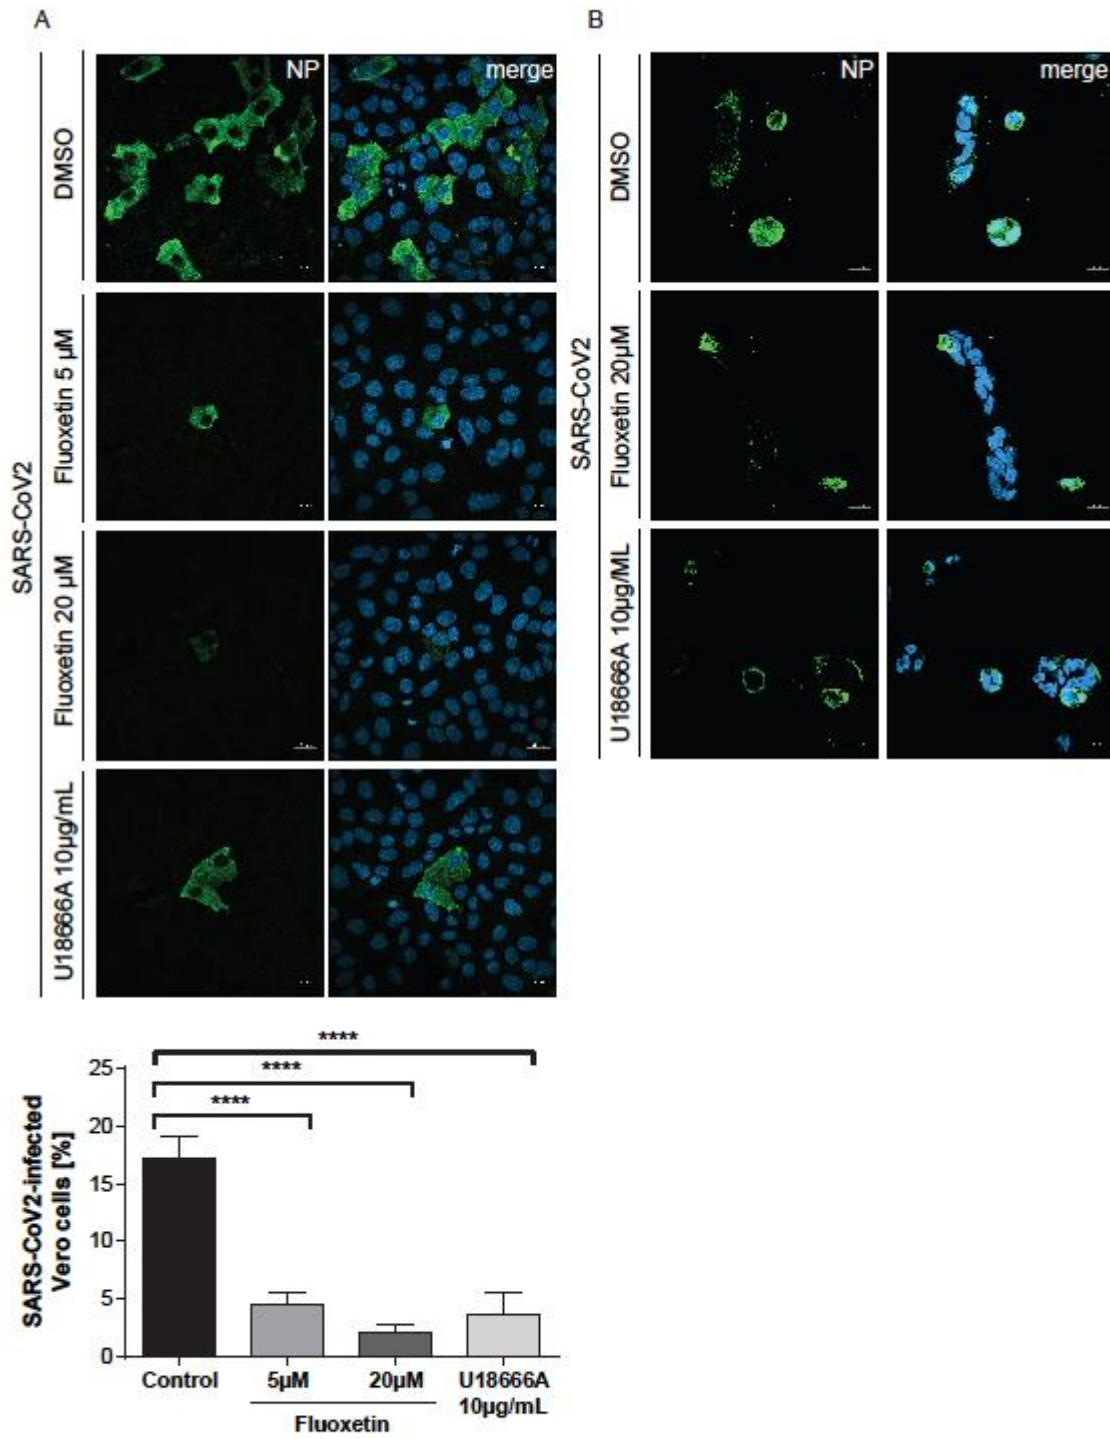 A
B
SARS-CoV2
DMSO
NP
merge
Fluoxetin 5 µM
Fluoxetin 20 µM
U18666A 10µg/mL
SARS-CoV2
DMSO
NP
merge
Fluoxetin 20µM
U18666A 10µg/ML
****
****
****
SARS-CoV2-infected
Vero cells [%]
25
20
15
10
5
0
Control
5µM
20µM
U18666A
10µg/mL
Fluoxetin